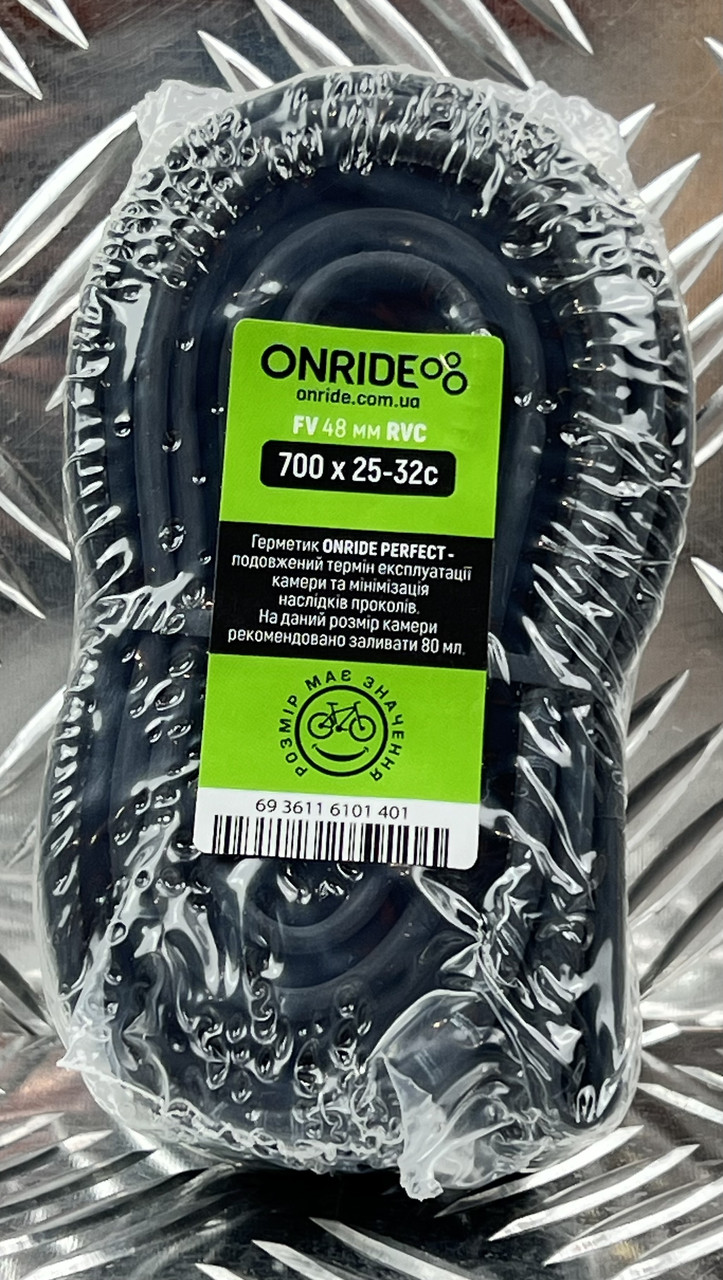 ONRIDE
onride.com.ua
FV 48 мм RVC
700 x 25-32c
Герметик ONRIDE PERFECT -
подовжений термін експлуатації
камери та мінімізація
наслідків проколів.
На даний розмір камери
рекомендовано заливати 80 мл.
РОЗМІР МАЄ ЗНАЧЕННЯ
69 3611 6101 401